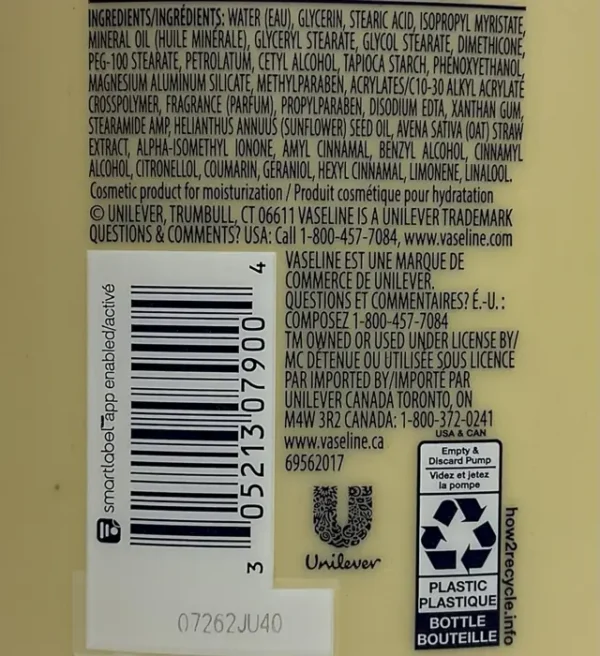 INGREDIENTS/INGRÉDIENTS: WATER (EAU), GLYCERIN, STEARIC ACID, ISOPROPYL MYRISTATE,
MINERAL OIL (HUILE MINÉRALE), GLYCERYL STEARATE, GLYCOL STEARATE, DIMETHICONE,
PEG-100 STEARATE, PETROLATUM, CETYL ALCOHOL, TAPIOCA STARCH, PHENOXYETHANOL,
MAGNESIUM ALUMINUM SILICATE, METHYLPARABEN, ACRYLATES/C10-30 ALKYL ACRYLATE
CROSSPOLYMER, FRAGRANCE (PARFUM), PROPYLPARABEN, DISODIUM EDTA, XANTHAN GUM,
STEARAMIDE AMP, HELIANTHUS ANNUUS (SUNFLOWER) SEED OIL, AVENA SATIVA (OAT) STRAW
EXTRACT, ALPHA-ISOMETHYL IONONE, AMYL CINNAMAL, BENZYL ALCOHOL, CINNAMYL
ALCOHOL, CITRONELLOL, COUMARIN, GERANIOL, HEXYL CINNAMAL, LIMONENE, LINALOOL.
Cosmetic product for moisturization / Produit cosmétique pour hydratation
© UNILEVER, TRUMBULL, CT 06611 VASELINE IS A UNILEVER TRADEMARK
QUESTIONS & COMMENTS? USA: Call 1-800-457-7084, www.vaseline.com
VASELINE EST UNE MARQUE DE
COMMERCE DE UNILEVER.
QUESTIONS ET COMMENTAIRES? É.-U. :
COMPOSEZ 1-800-457-7084
TM OWNED OR USED UNDER LICENSE BY/
MC DÉTENUE OU UTILISÉE SOUS LICENCE
PAR IMPORTED BY/IMPORTÉ PAR
UNILEVER CANADA TORONTO, ON
M4W 3R2 CANADA: 1-800-372-0241
www.vaseline.ca
69562017
smartlabel app enabled/activé
3 05213 07900 4
07262JU40
Unilever
USA & CAN
Empty &
Discard Pump
Videz et jetez
la pompe
PLASTIC
PLASTIQUE
BOTTLE
BOUTEILLE
how2recycle.info